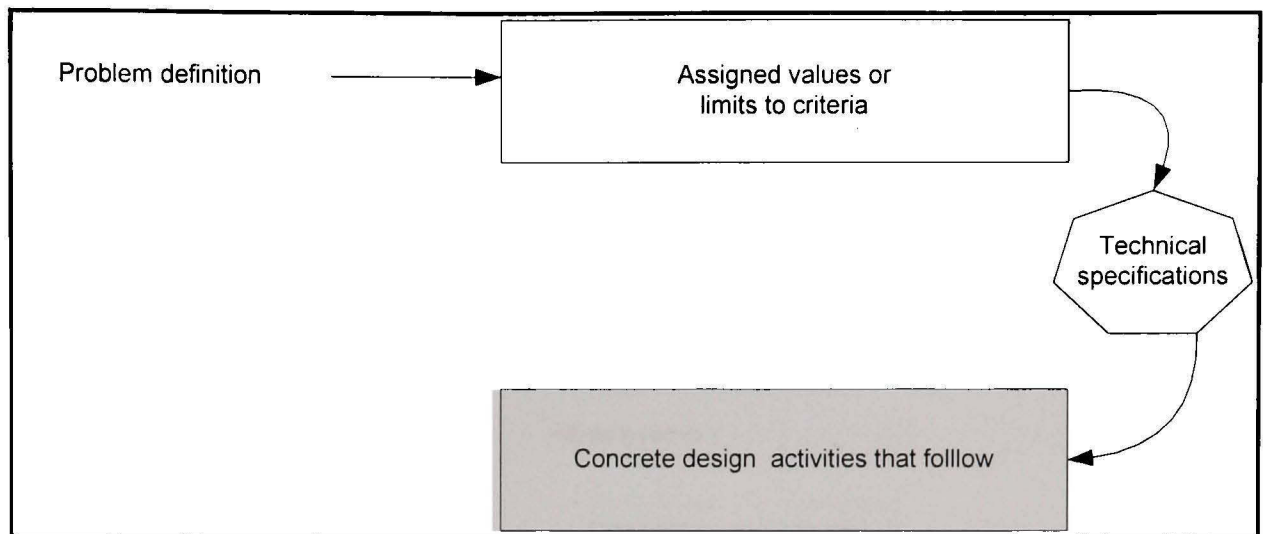 Problem definition
Assigned values or
limits to criteria
Technical
specifications
Concrete design activities that folllow